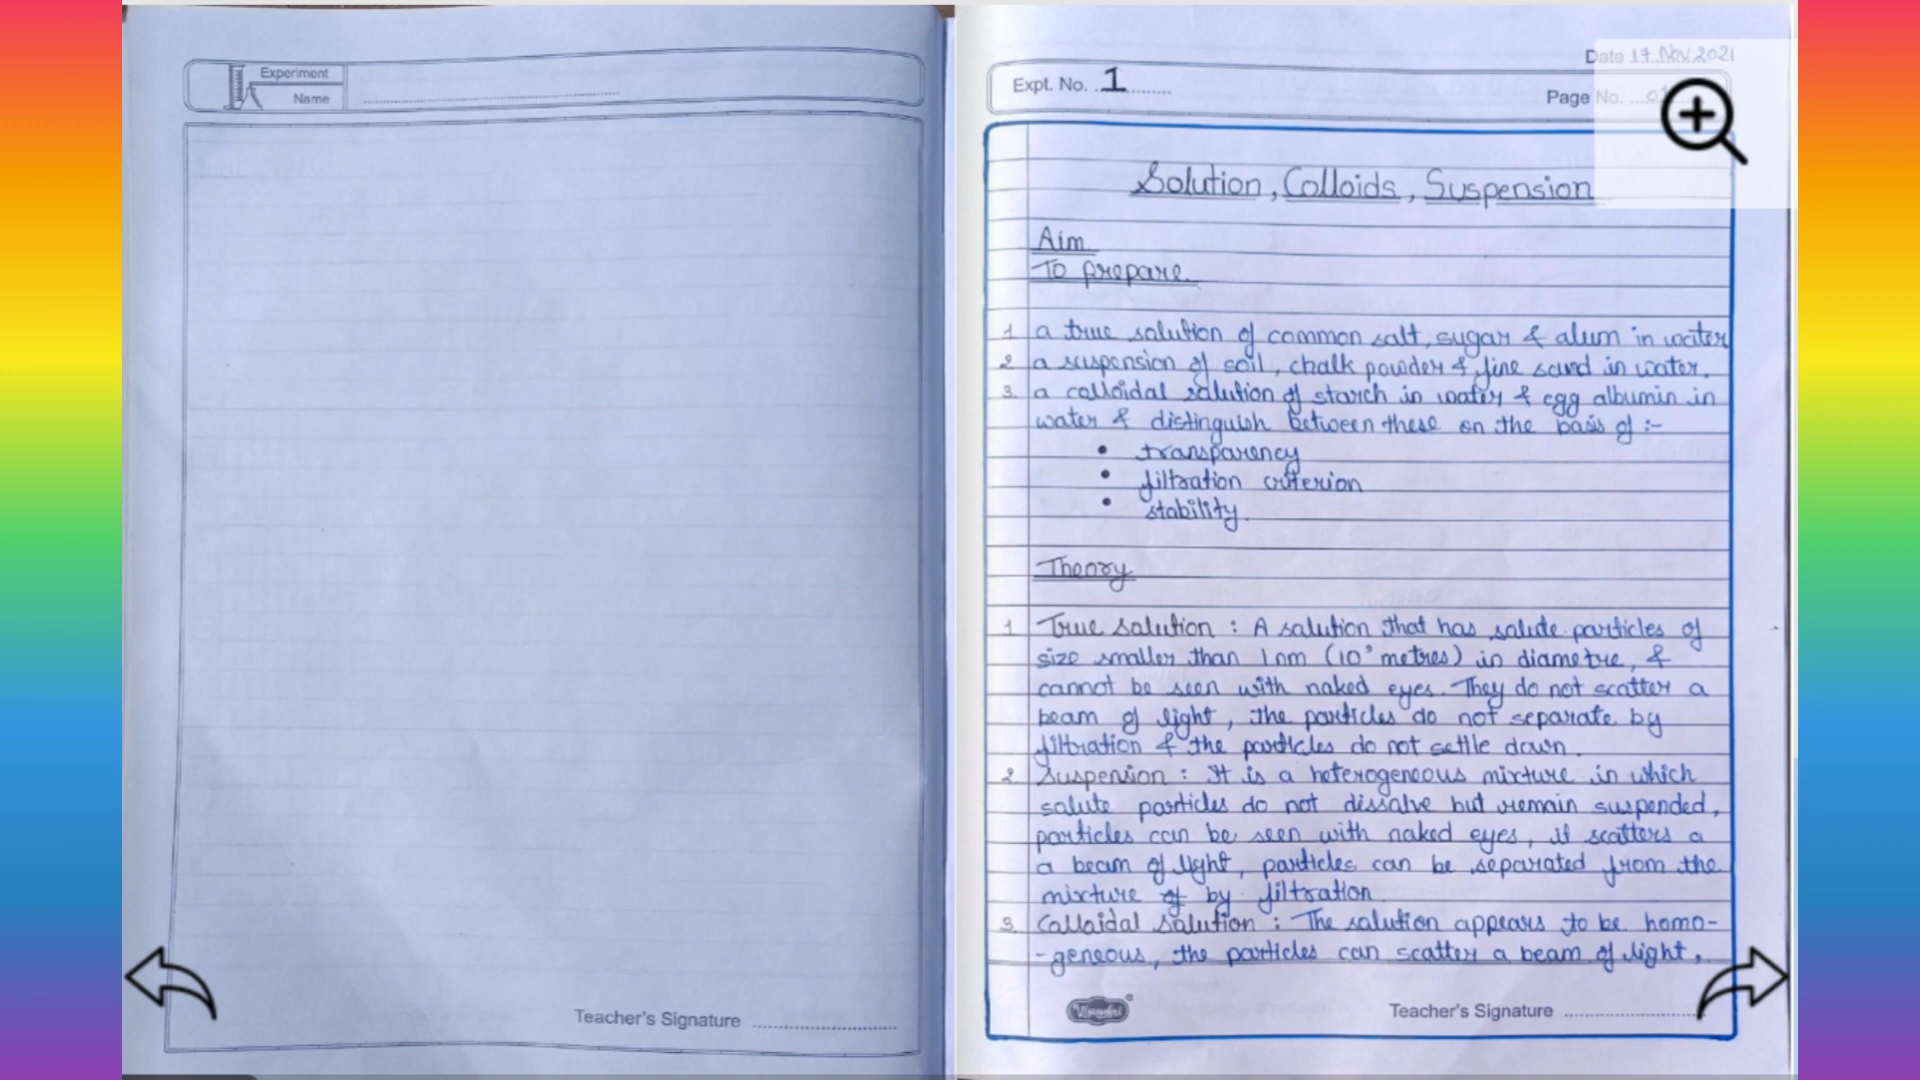 Experiment
Name
Teacher's Signature
Date 17.Nov.2021
Expt. No. 1
Page No. 01
Solution, Colloids, Suspension
Aim
To prepare
1 a true solution of common salt, sugar & alum in water
2 a suspension of soil, chalk powder & fine sand in water.
3. a colloidal solution of starch in water & egg albumin in
water & distinguish between these on the basis of :-
• transparency
• filtration criterion
• stability.
Theory
1 True Solution : A solution that has solute particles of
size smaller than 1nm (10⁹ metres) in diametre, &
cannot be seen with naked eyes. They do not scatter a
beam of light, the particles do not separate by
filtration & the particles do not settle down.
2 Suspension : It is a heterogeneous mixture in which
solute particles do not dissolve but remain suspended,
particles can be seen with naked eyes, it scatters a
a beam of light, particles can be separated from the
mixture of by filtration
3. Colloidal Solution : The solution appears to be homo-
-geneous, the particles can scatter a beam of light,
Teacher's Signature